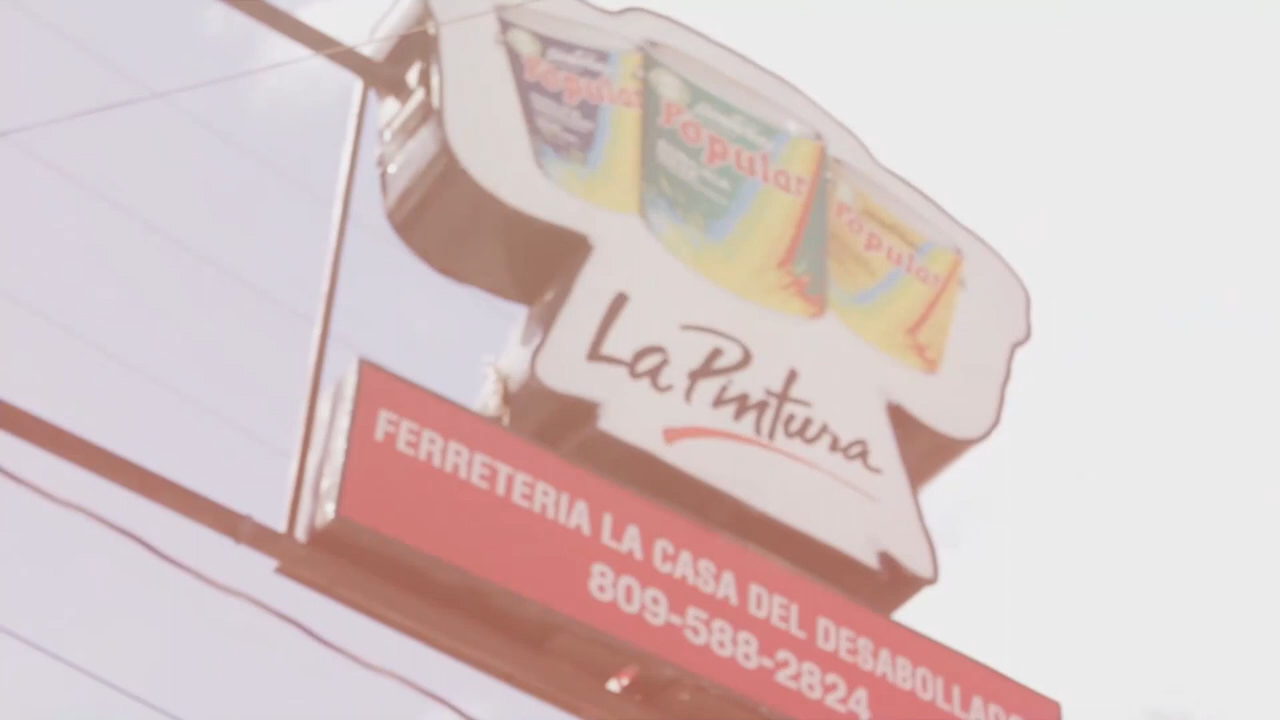 Popular
Popular
Popular
La Pintura
FERRETERIA LA CASA DEL DESABOLLADO
809-588-2824